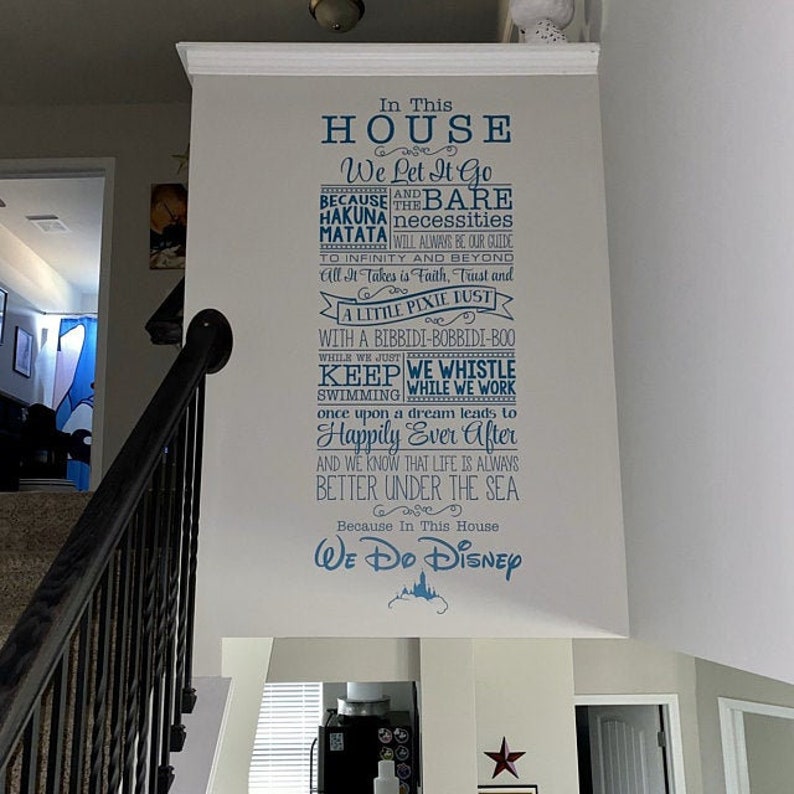 In This
HOUSE
We Let It Go
BECAUSE
HAKUNA
MATATA
AND
THE BARE
necessities
WILL ALWAYS BE OUR GUIDE
TO INFINITY AND BEYOND
All It Takes is Faith, Trust and
A LITTLE PIXIE DUST
WITH A BIBBIDI-BOBBIDI-BOO
WHILE WE JUST
KEEP
SWIMMING
WE WHISTLE
WHILE WE WORK
once upon a dream leads to
Happily Ever After
AND WE KNOW THAT LIFE IS ALWAYS
BETTER UNDER THE SEA
Because In This House
We Do Disney